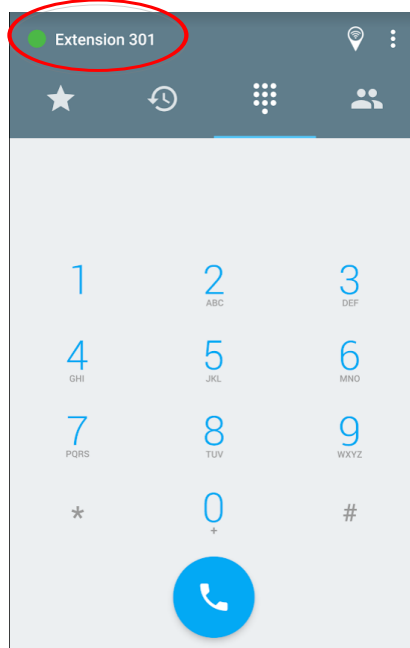 Extension 301
1 2 3
ABC DEF
4 5 6
GHI JKL MNO
7 8 9
PQRS TUV WXYZ
* 0 #
+